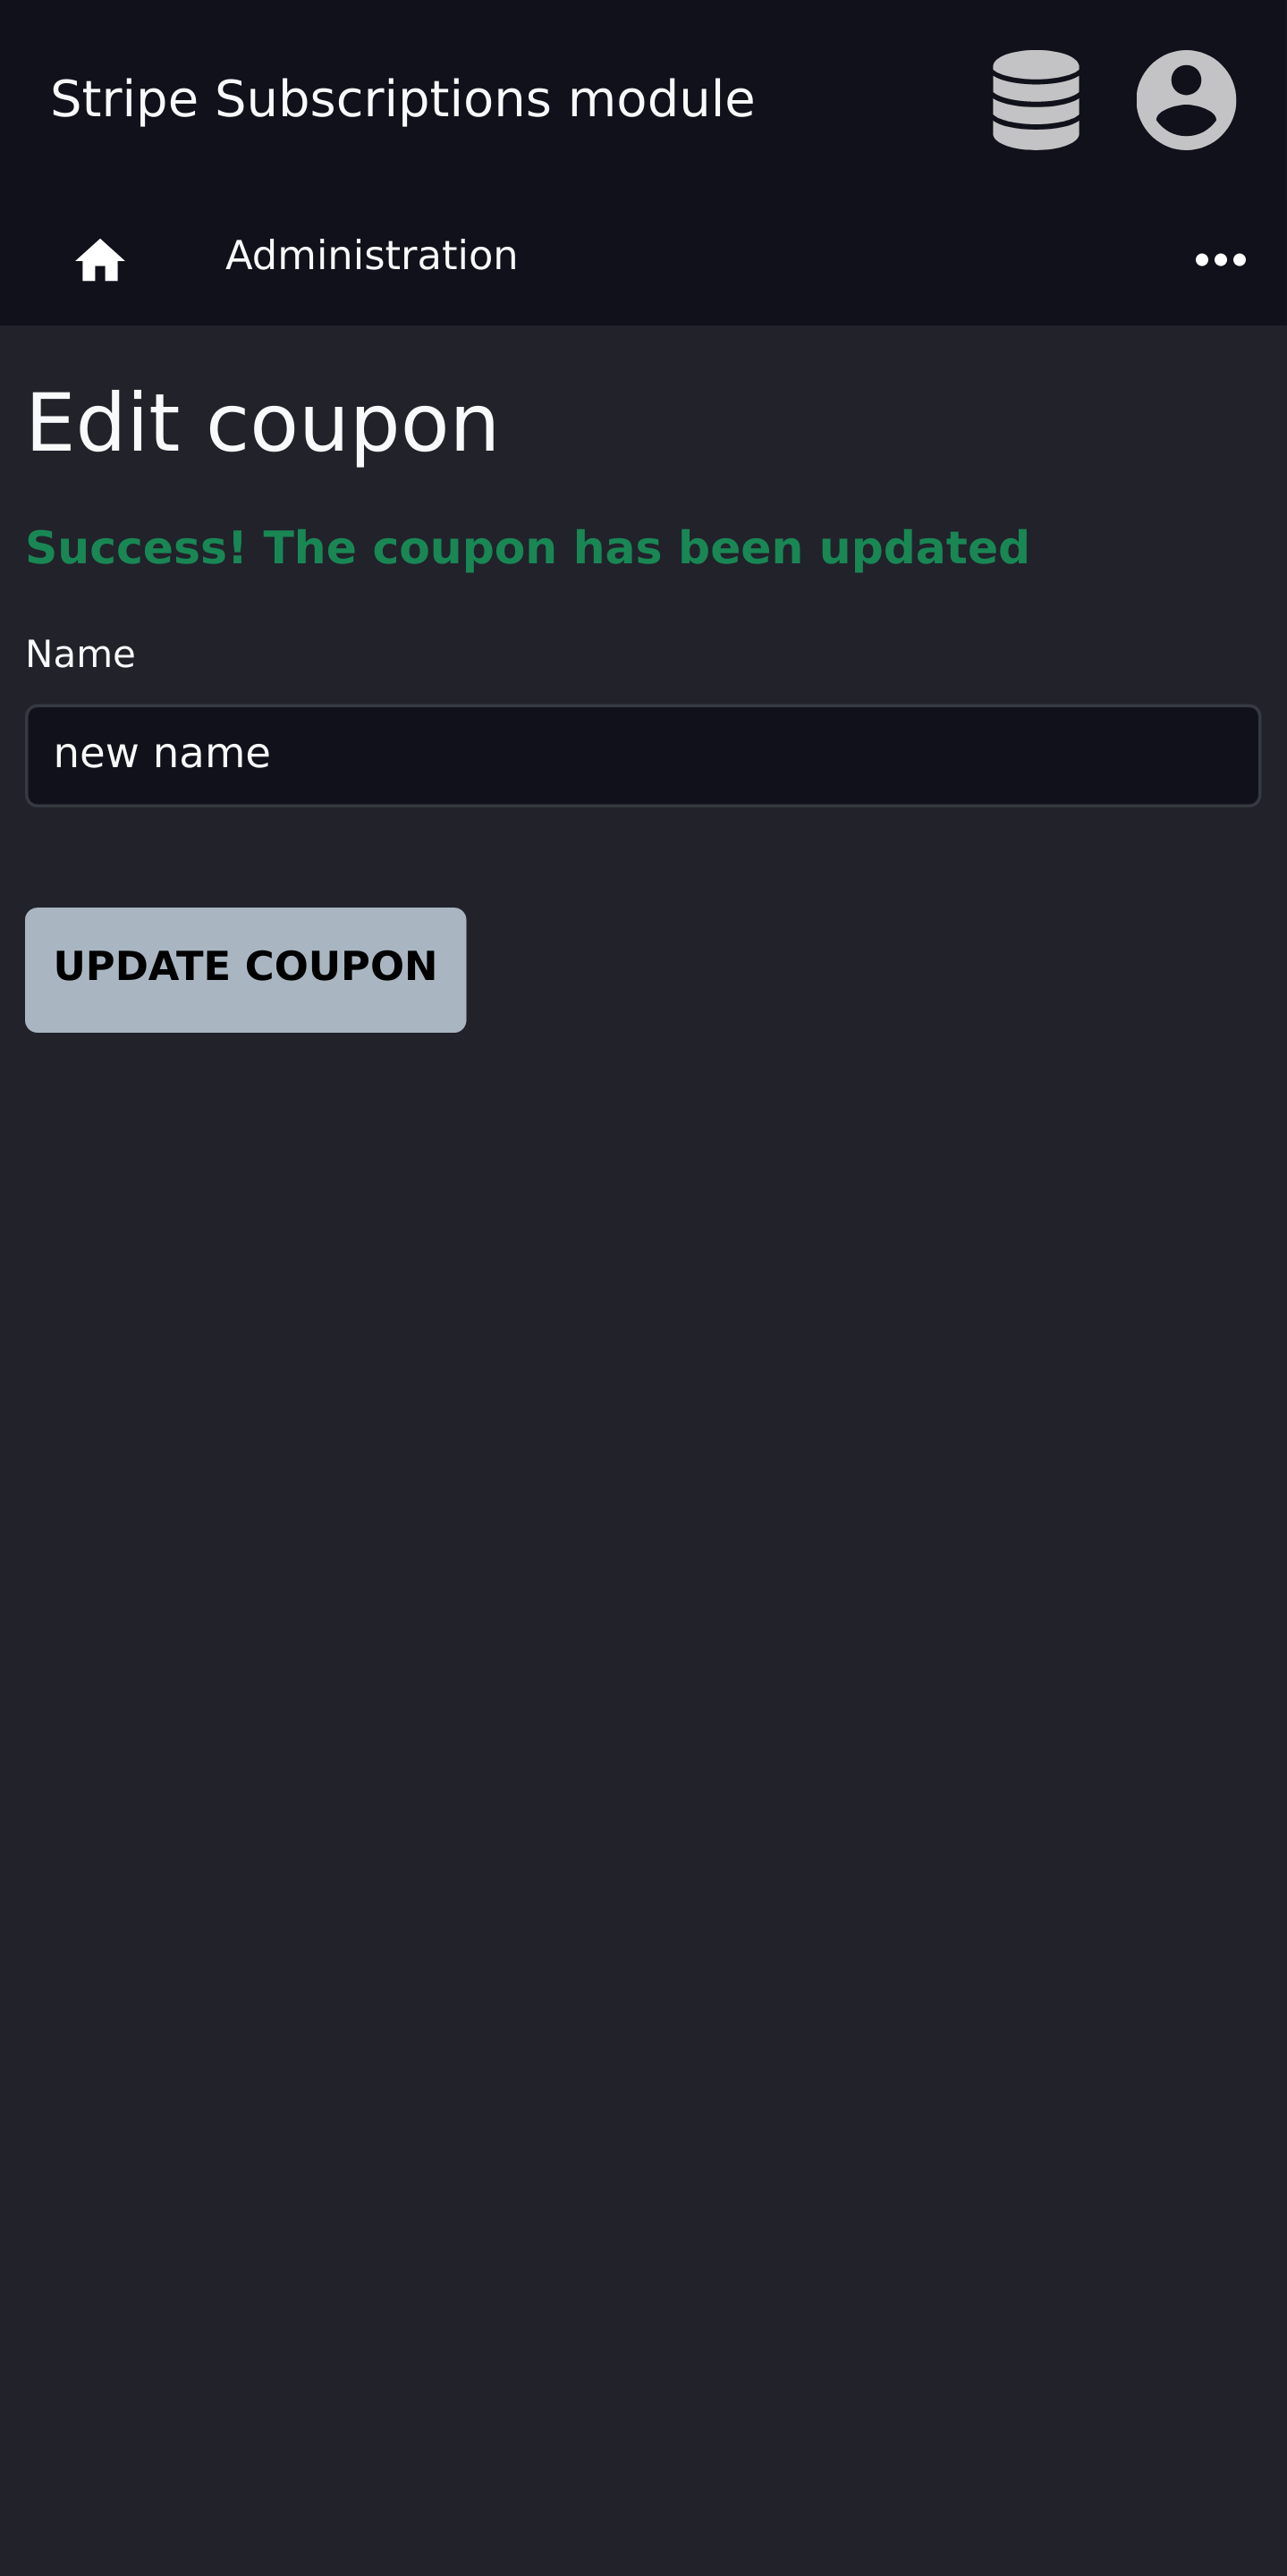 Stripe Subscriptions module
Administration
Edit coupon
Success! The coupon has been updated
Name
new name
UPDATE COUPON